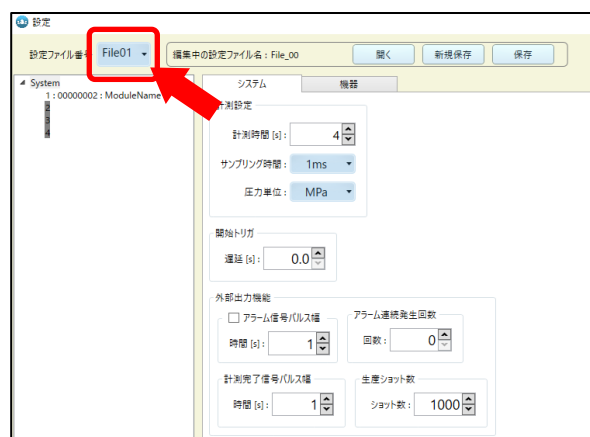 設定
設定ファイル番号 File01 編集中の設定ファイル名 : File_00 開く 新規保存 保存
System
1 : 00000002 : ModuleName
2
3
4
システム 機器
計測設定
計測時間 [s] : 4
サンプリング時間 : 1ms
圧力単位 : MPa
開始トリガ
遅延 [s] : 0.0
外部出力機能
アラーム信号パルス幅 アラーム連続発生回数
時間 [s] : 1 回数 : 0
計測完了信号パルス幅 生産ショット数
時間 [s] : 1 ショット数 : 1000